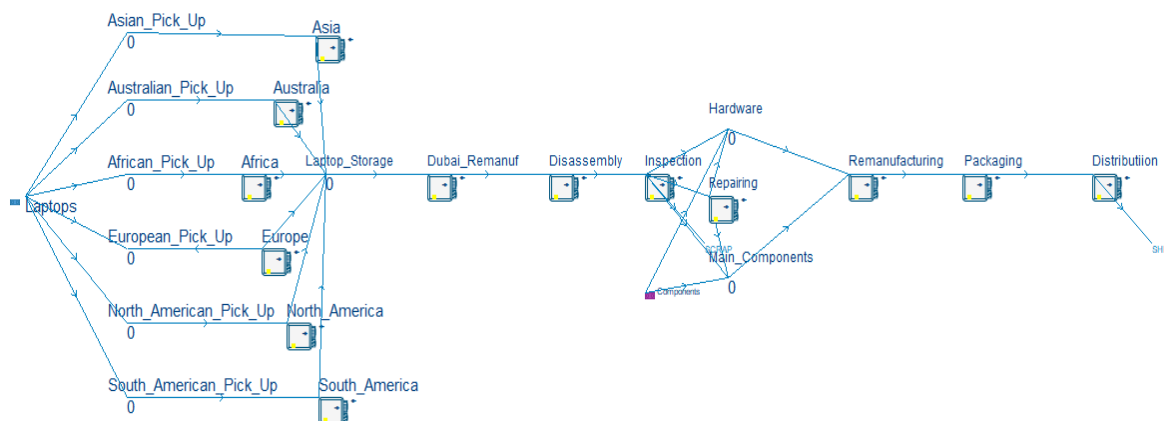 Asian_Pick_Up
Asia
0
Australian_Pick_Up
Australia
0
Hardware
0
African_Pick_Up
Africa
Laptop_Storage
Dubai_Remanuf
Disassembly
Inspection
Remanufacturing
Packaging
Distributiion
0
0
Repairing
Laptops
European_Pick_Up
Europe
0
SCRAP
SHI
Main_Components
0
Components
North_American_Pick_Up
North_America
0
South_American_Pick_Up
South_America
0